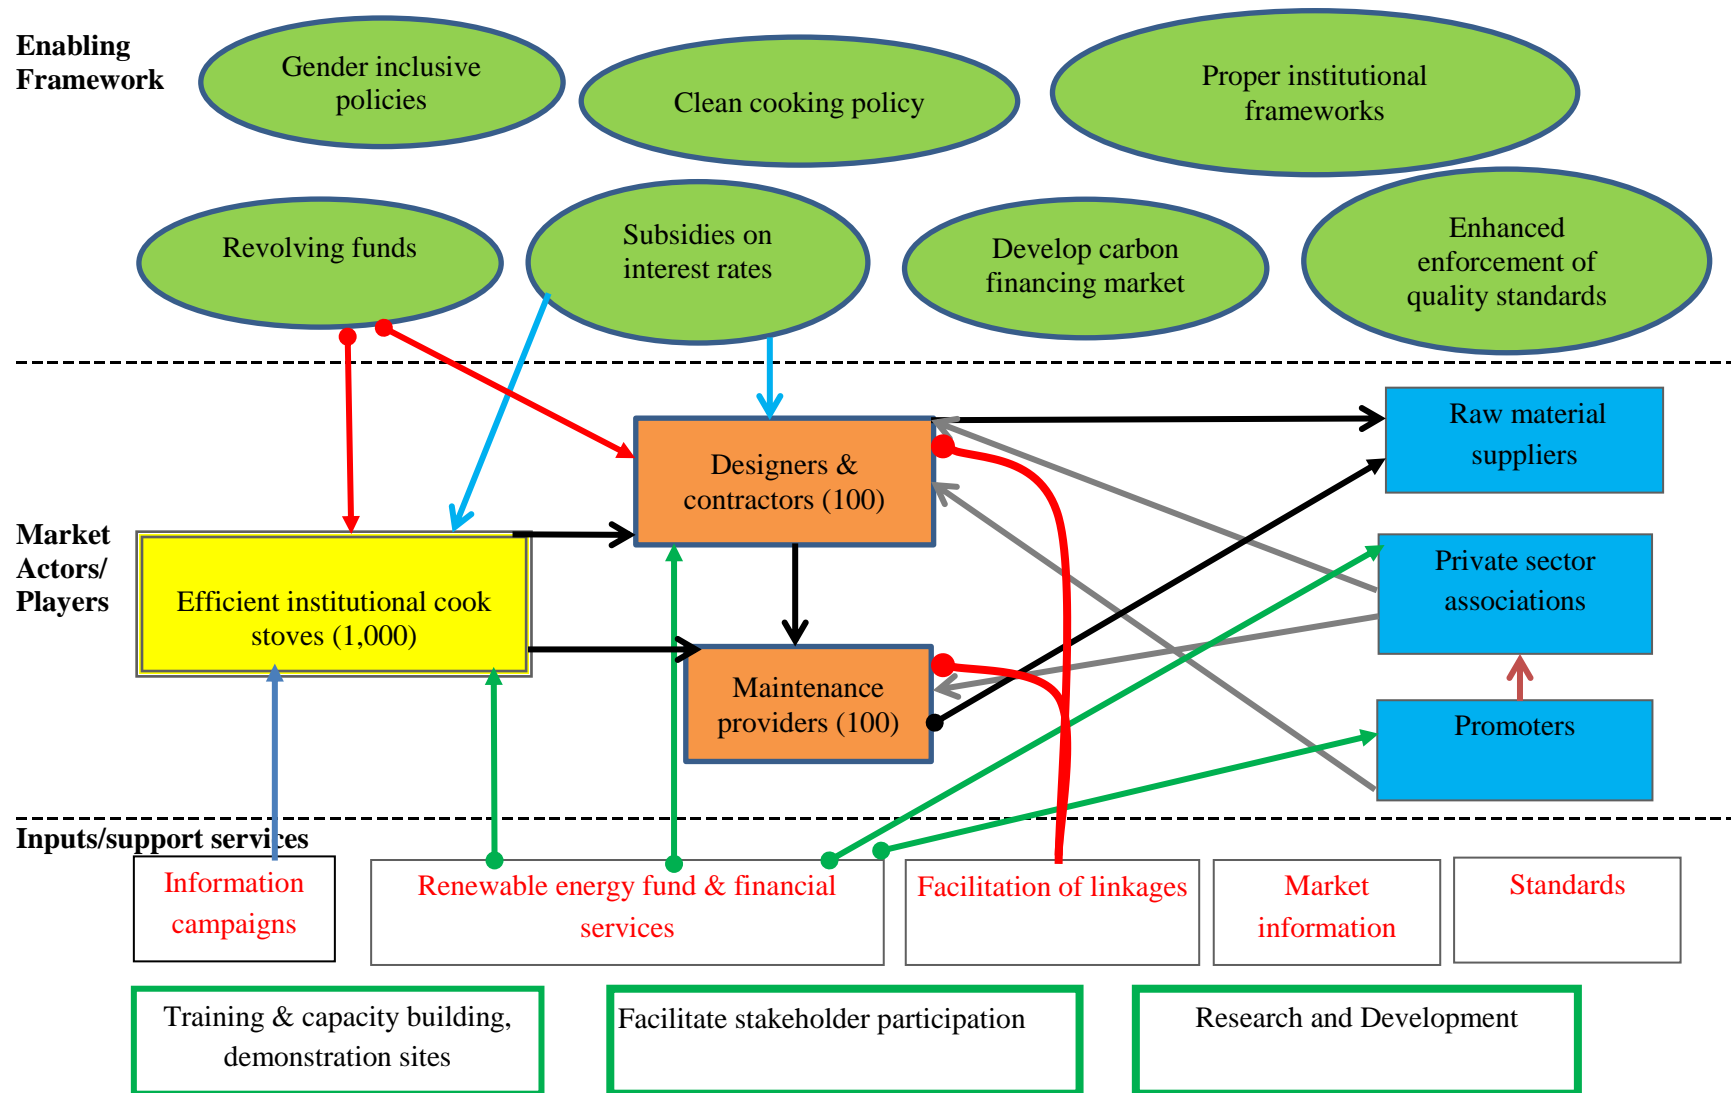 Enabling
Framework
Gender inclusive
policies
Clean cooking policy
Proper institutional
frameworks
Revolving funds
Subsidies on
interest rates
Develop carbon
financing market
Enhanced
enforcement of
quality standards
Market
Actors/
Players
Designers &
contractors (100)
Raw material
suppliers
Efficient institutional cook
stoves (1,000)
Private sector
associations
Maintenance
providers (100)
Promoters
Inputs/support services
Information
campaigns
Renewable energy fund & financial
services
Facilitation of linkages
Market
information
Standards
Training & capacity building,
demonstration sites
Facilitate stakeholder participation
Research and Development